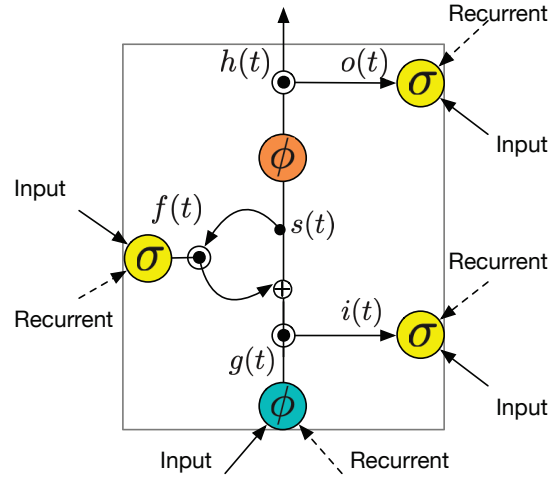 Recurrent
h(t)
o(t)
σ
Input
ϕ
Input
f(t)
s(t)
σ
Recurrent
Recurrent
i(t)
σ
g(t)
ϕ
Input
Input
Recurrent